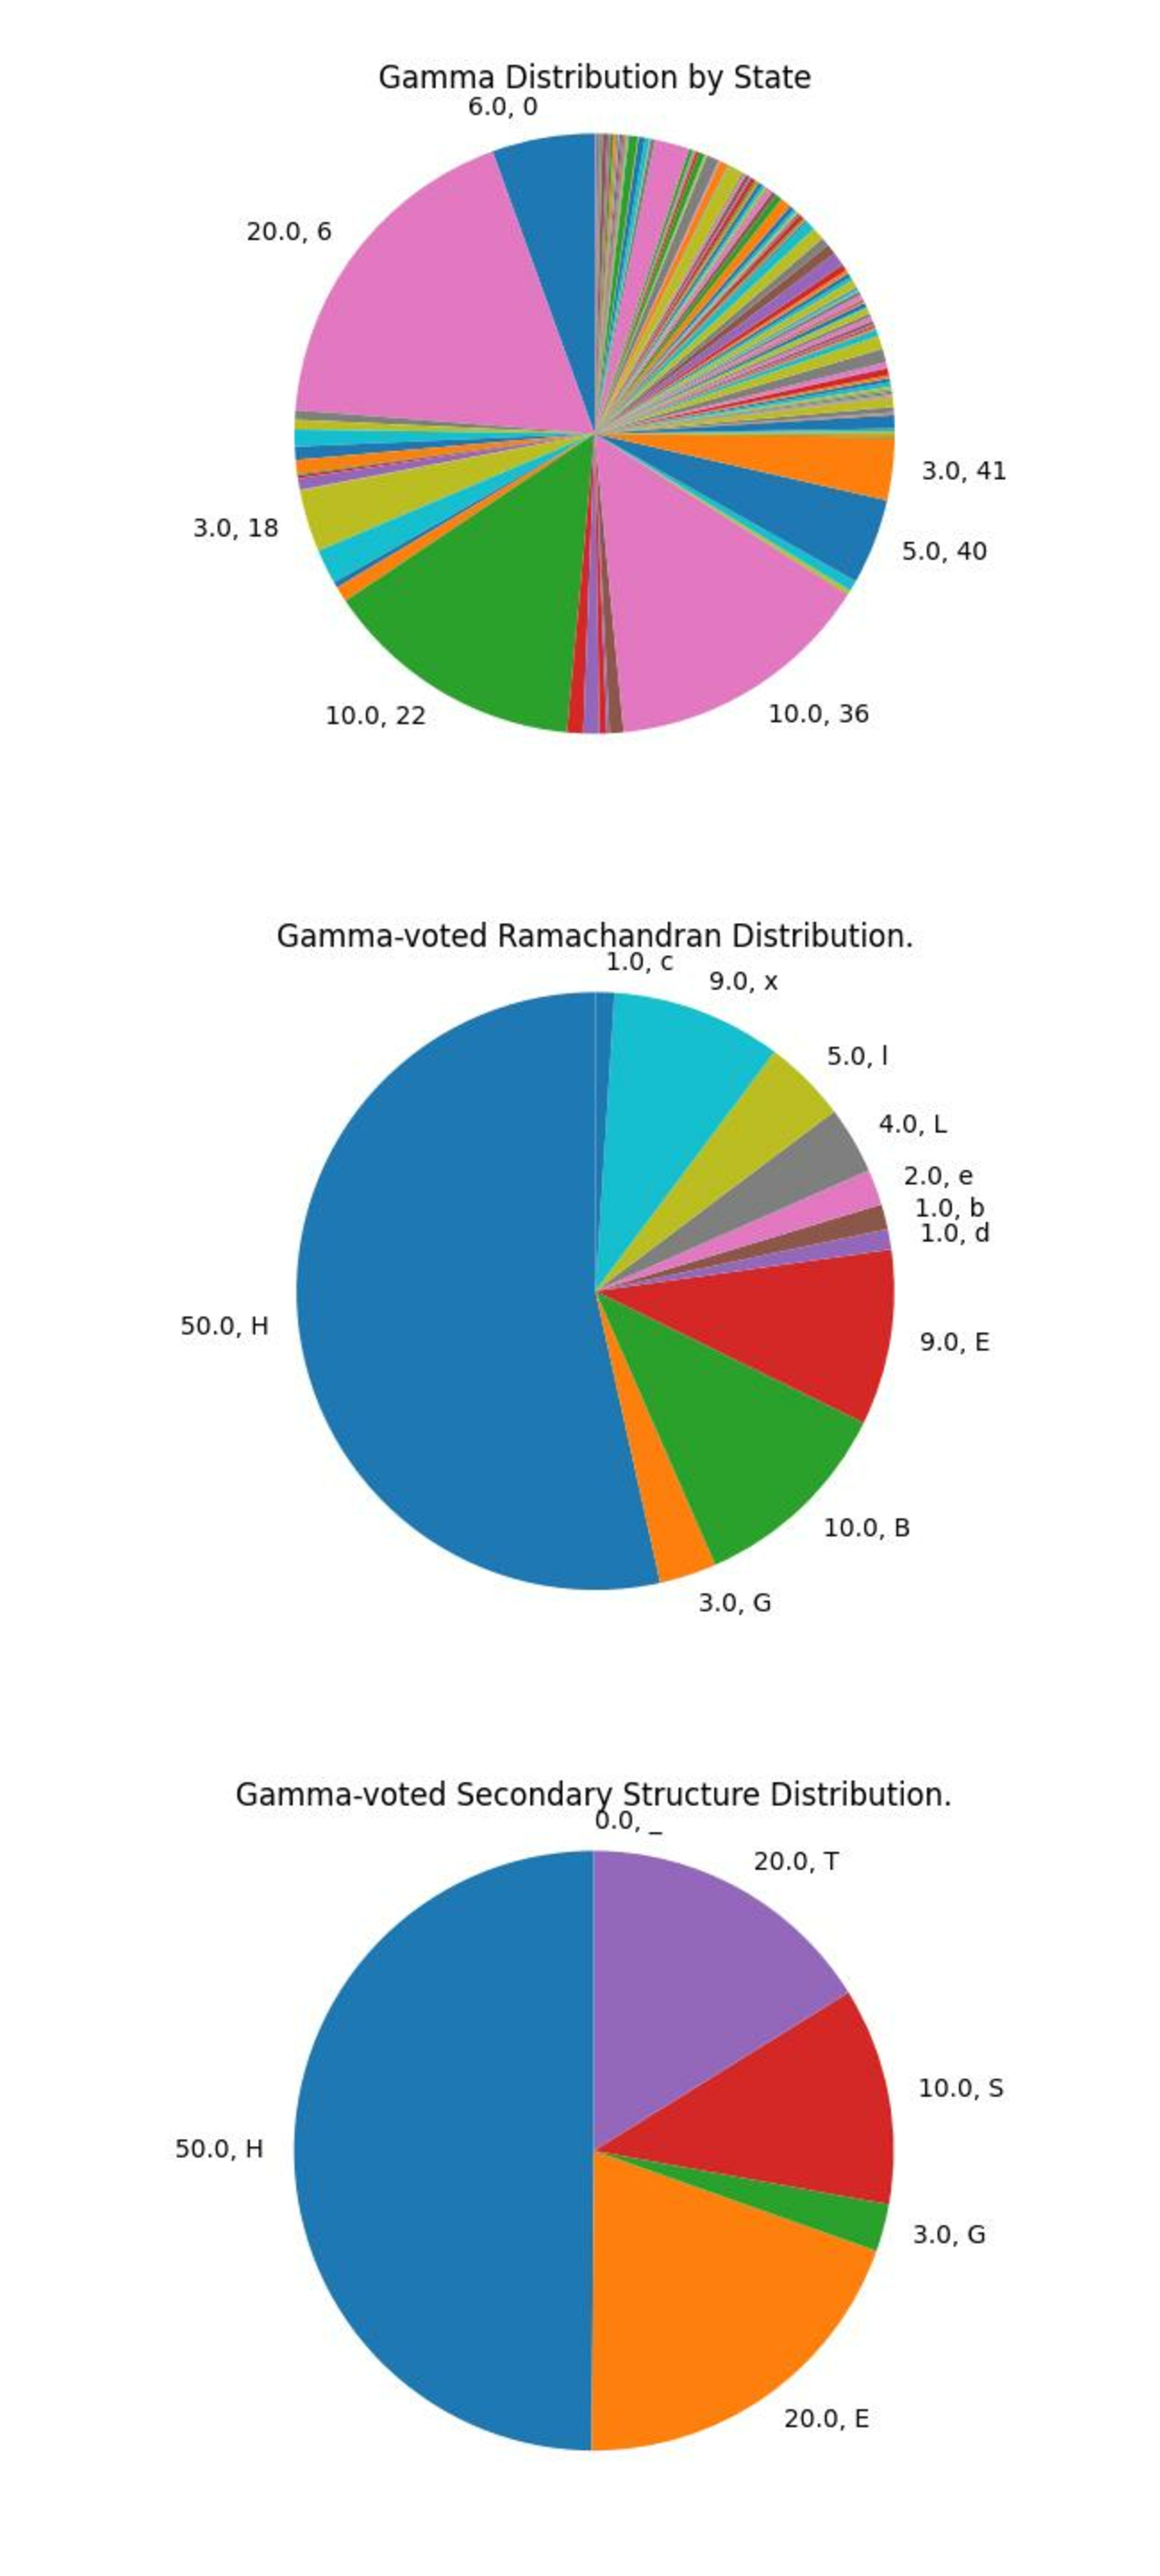 Gamma Distribution by State
6.0, 0
20.0, 6
3.0, 41
3.0, 18
5.0, 40
10.0, 22
10.0, 36
Gamma-voted Ramachandran Distribution.
1.0, c
9.0, x
5.0, l
4.0, L
2.0, e
1.0, b
1.0, d
50.0, H
9.0, E
10.0, B
3.0, G
Gamma-voted Secondary Structure Distribution.
0.0, _
20.0, T
10.0, S
50.0, H
3.0, G
20.0, E